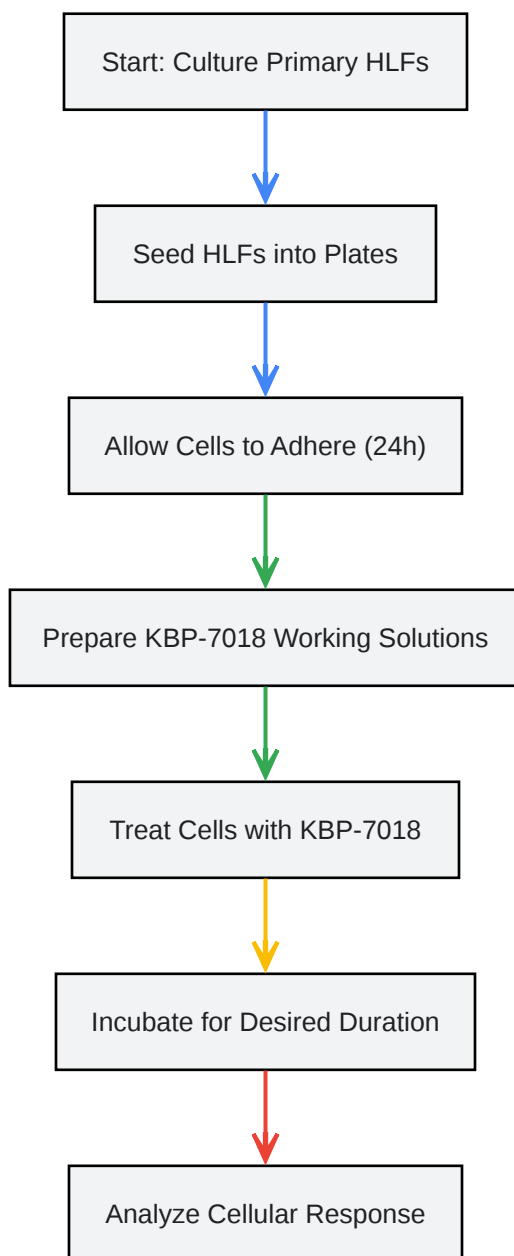 Start: Culture Primary HLFs
Seed HLFs into Plates
Allow Cells to Adhere (24h)
Prepare KBP-7018 Working Solutions
Treat Cells with KBP-7018
Incubate for Desired Duration
Analyze Cellular Response